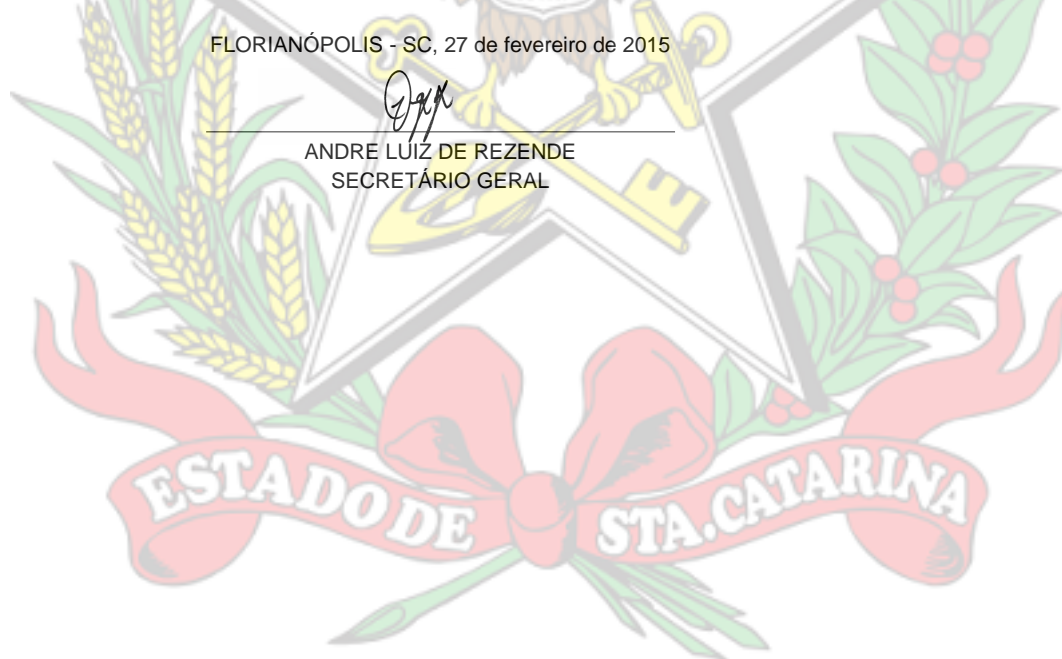 FLORIANÓPOLIS - SC, 27 de fevereiro de 2015
ANDRE LUIZ DE REZENDE
SECRETÁRIO GERAL
ESTADO DE STA.CATARINA